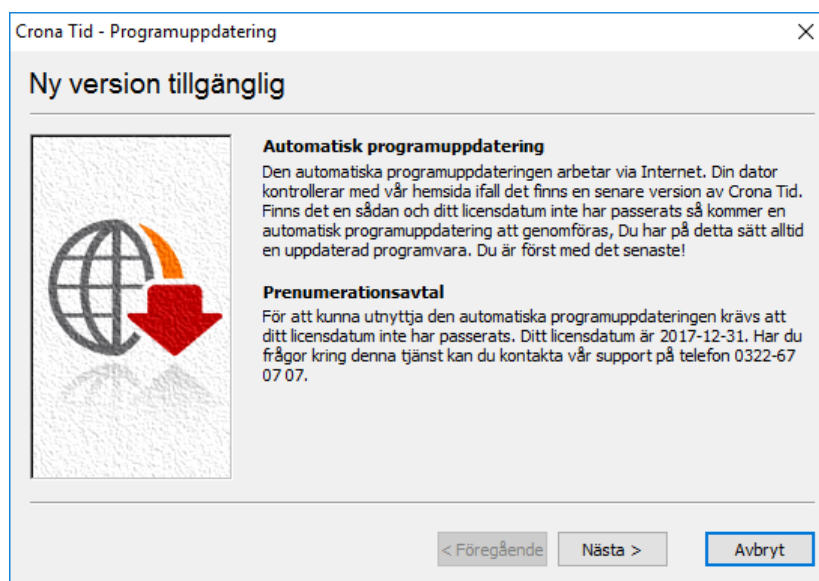 Crona Tid - Programuppdatering
Ny version tillgänglig
Automatisk programuppdatering
Den automatiska programuppdateringen arbetar via Internet. Din dator
kontrollerar med vår hemsida ifall det finns en senare version av Crona Tid.
Finns det en sådan och ditt licensdatum inte har passerats så kommer en
automatisk programuppdatering att genomföras, Du har på detta sätt alltid
en uppdaterad programvara. Du är först med det senaste!
Prenumerationsavtal
För att kunna utnyttja den automatiska programuppdateringen krävs att
ditt licensdatum inte har passerats. Ditt licensdatum är 2017-12-31. Har du
frågor kring denna tjänst kan du kontakta vår support på telefon 0322-67
07 07.
< Föregående
Nästa >
Avbryt